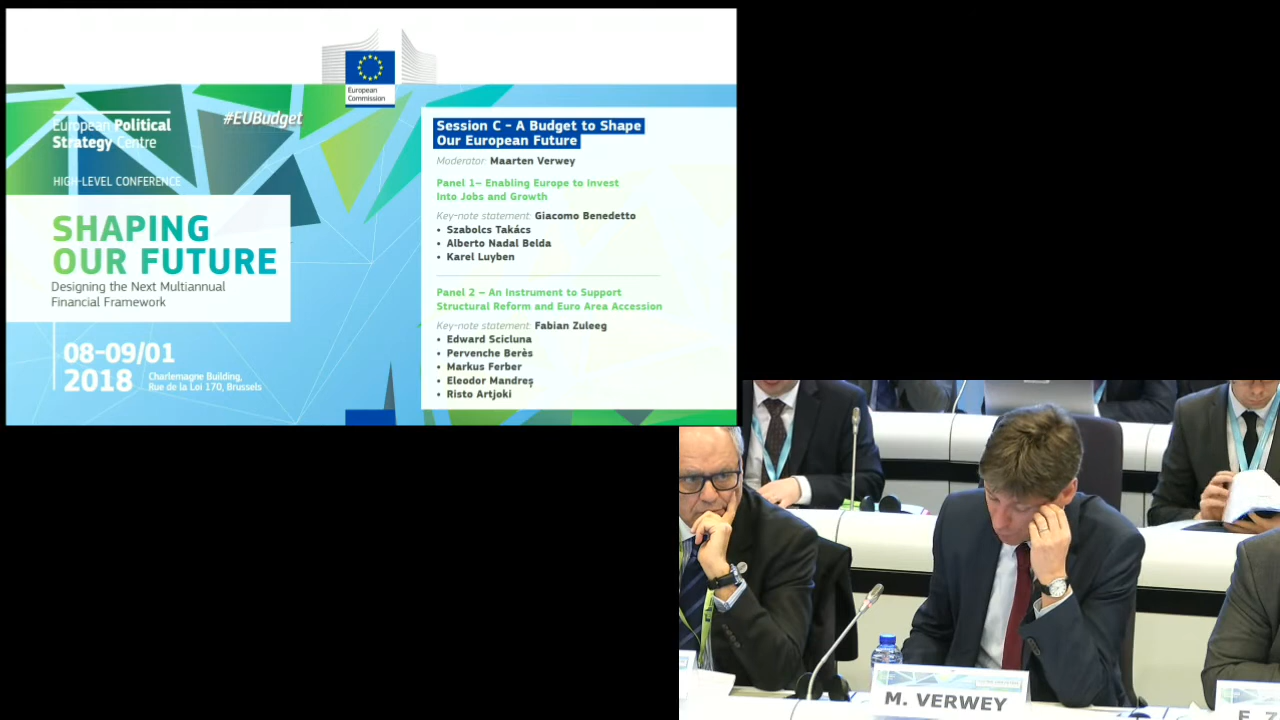 European
Commission
European Political
Strategy Centre
#EUBudget
HIGH-LEVEL CONFERENCE
SHAPING
OUR FUTURE
Designing the Next Multiannual
Financial Framework
08-09/01
2018
Charlemagne Building,
Rue de la Loi 170, Brussels
Session C - A Budget to Shape
Our European Future
Moderator: Maarten Verwey
Panel 1– Enabling Europe to Invest
Into Jobs and Growth
Key-note statement: Giacomo Benedetto
• Szabolcs Takács
• Alberto Nadal Belda
• Karel Luyben
Panel 2 – An Instrument to Support
Structural Reform and Euro Area Accession
Key-note statement: Fabian Zuleeg
• Edward Scicluna
• Pervenche Berès
• Markus Ferber
• Eleodor Mandreș
• Risto Artjoki
M. VERWEY